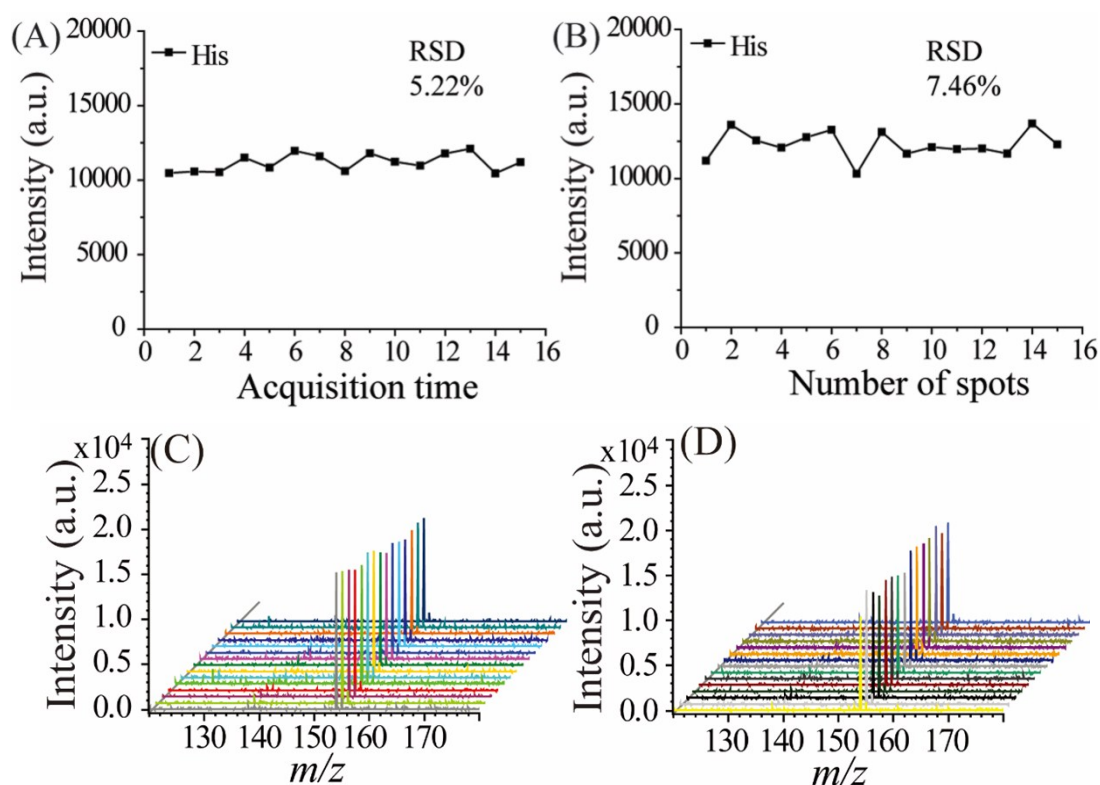 (A)
20000
15000
10000
5000
0
Intensity (a.u.)
His
RSD
5.22%
0 2 4 6 8 10 12 14 16
Acquisition time
(B)
20000
15000
10000
5000
0
Intensity (a.u.)
His
RSD
7.46%
0 2 4 6 8 10 12 14 16
Number of spots
(C)
x10⁴
2.5
2.0
1.5
1.0
0.5
0.0
Intensity (a.u.)
130 140 150 160 170
m/z
(D)
x10⁴
2.5
2.0
1.5
1.0
0.5
0.0
Intensity (a.u.)
130 140 150 160 170
m/z